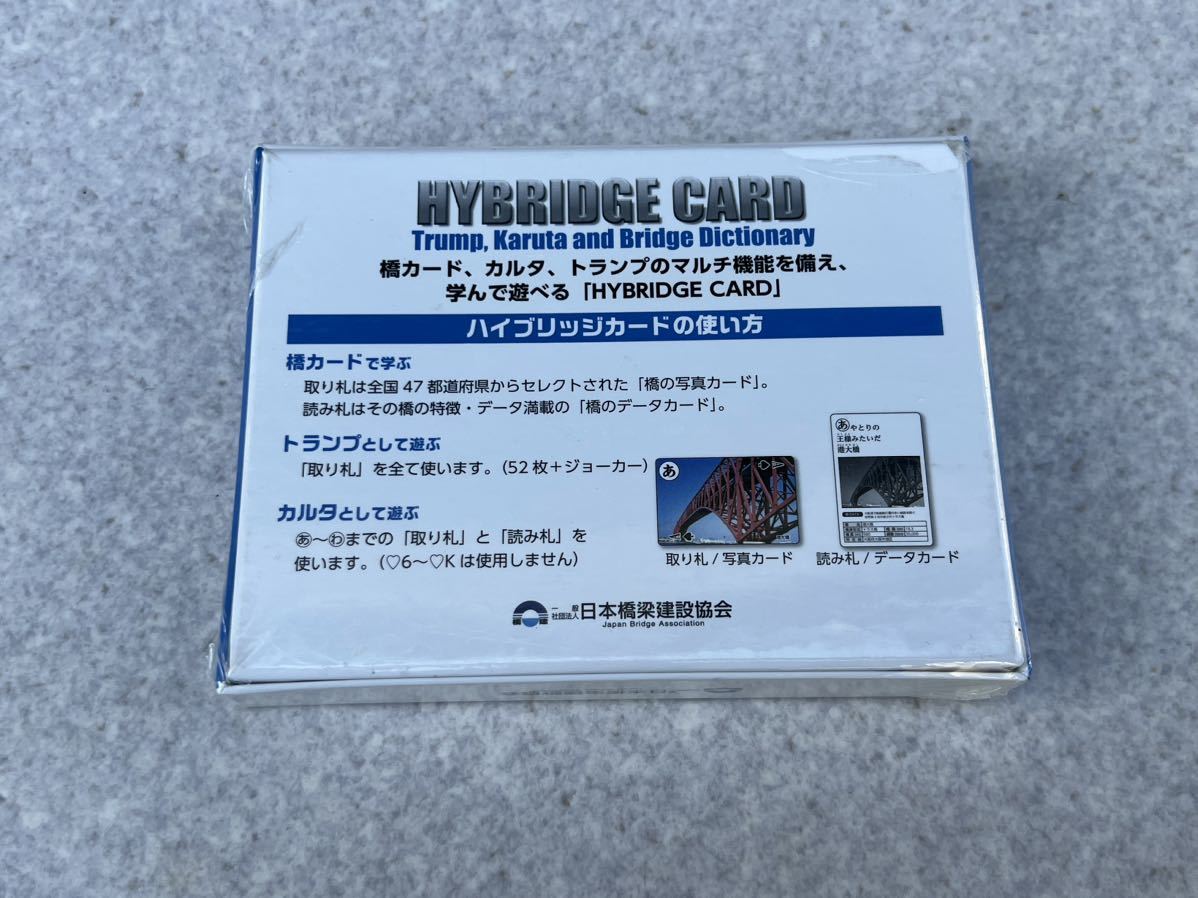 HYBRIDGE CARD
Trump, Karuta and Bridge Dictionary
橋カード、カルタ、トランプのマルチ機能を備え、
学んで遊べる「HYBRIDGE CARD」
ハイブリッジカードの使い方
橋カードで学ぶ
取り札は全国47都道府県からセレクトされた「橋の写真カード」。
読み札はその橋の特徴・データ満載の「橋のデータカード」。
トランプとして遊ぶ
「取り札」を全て使います。(52枚+ジョーカー)
カルタとして遊ぶ
あ〜わまでの「取り札」と「読み札」を
使います。(♡6〜♡Kは使用しません)
あ
取り札/写真カード
あやとりの
王様みたいだ
港大橋
読み札/データカード
一般社団法人日本橋梁建設協会
Japan Bridge Association